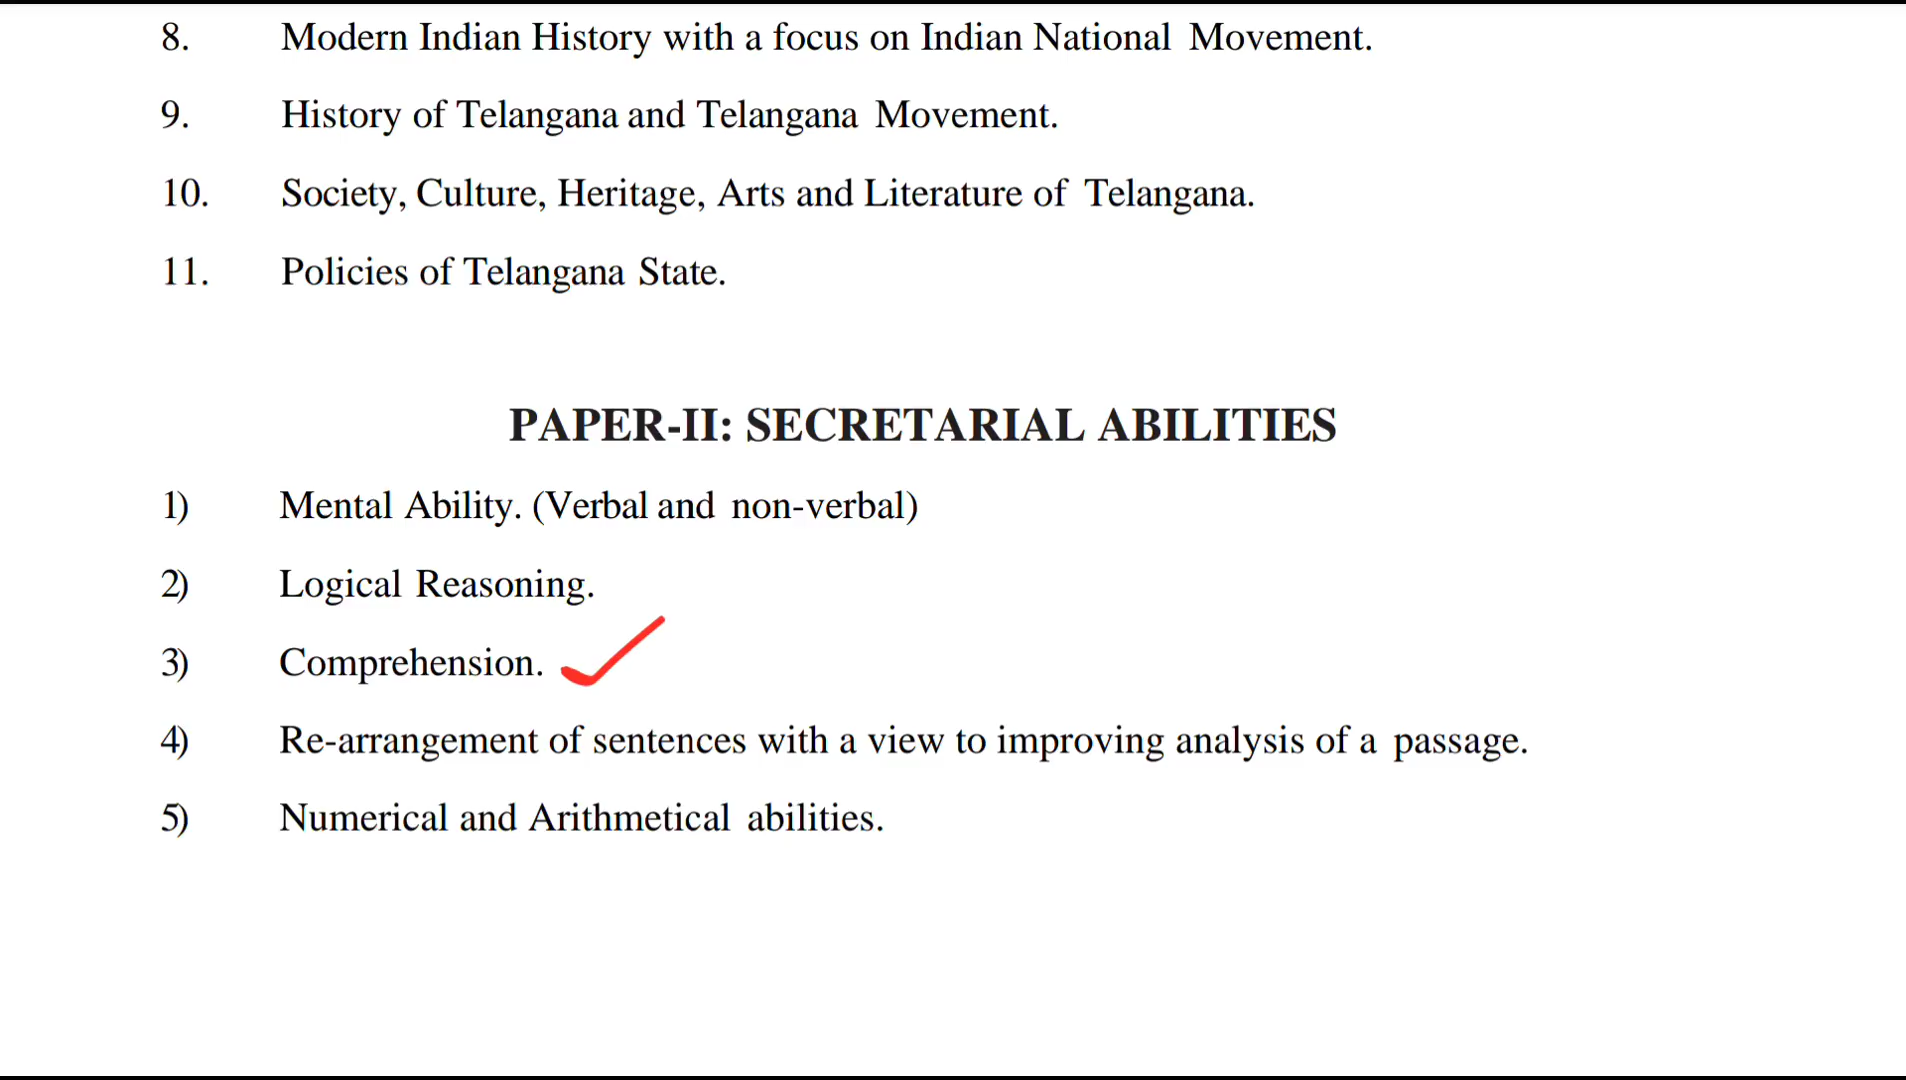 8. Modern Indian History with a focus on Indian National Movement.
9. History of Telangana and Telangana Movement.
10. Society, Culture, Heritage, Arts and Literature of Telangana.
11. Policies of Telangana State.
PAPER-II: SECRETARIAL ABILITIES
1) Mental Ability. (Verbal and non-verbal)
2) Logical Reasoning.
3) Comprehension.
4) Re-arrangement of sentences with a view to improving analysis of a passage.
5) Numerical and Arithmetical abilities.